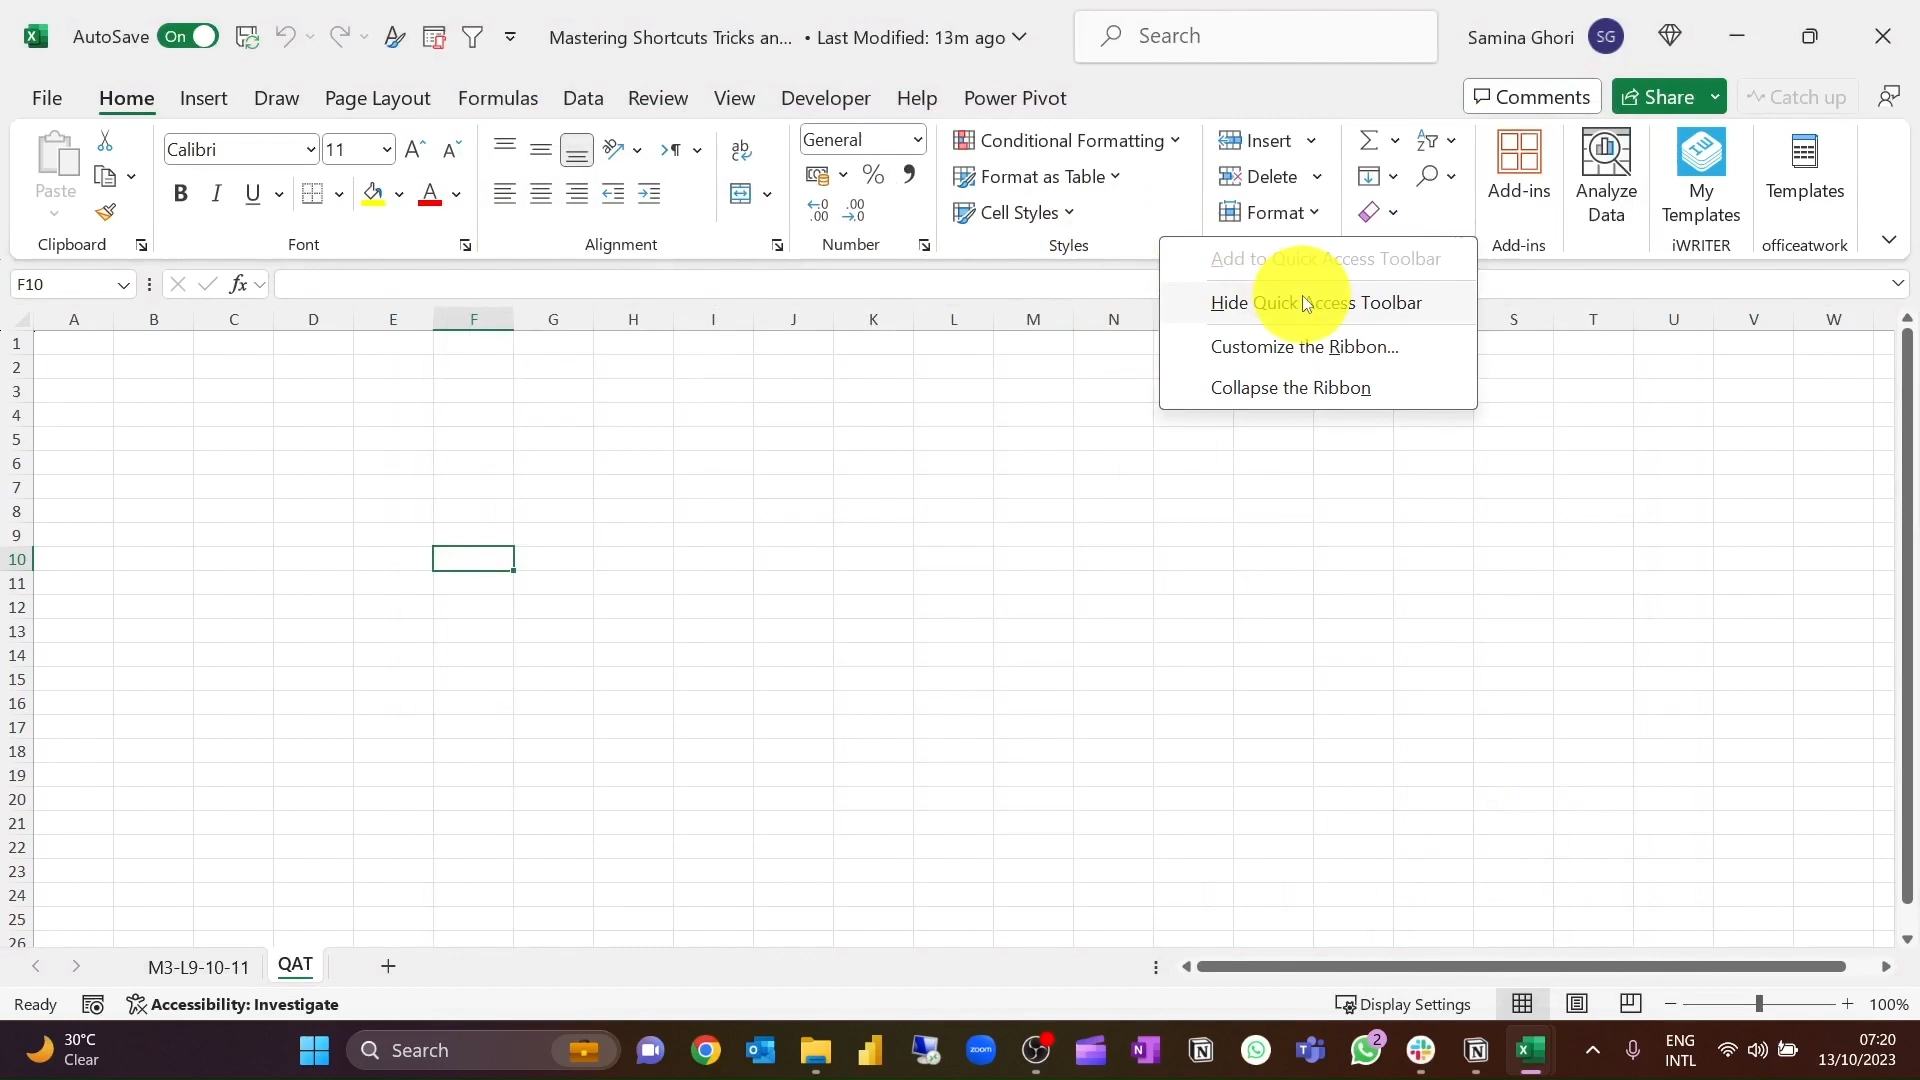 AutoSave On Mastering Shortcuts Tricks an... • Last Modified: 13m ago Search Samina Ghori SG
File Home Insert Draw Page Layout Formulas Data Review View Developer Help Power Pivot Comments Share Catch up
Paste
Calibri 11
B I U A
General
% 9
.00 .00
Conditional Formatting
Format as Table
Cell Styles
Insert
Delete
Format
Add-ins
Analyze Data
My Templates
Templates
Clipboard Font Alignment Number Styles Add-ins iWRITER officeatwork
F10 fx
Add to Quick Access Toolbar
Hide Quick Access Toolbar
Customize the Ribbon...
Collapse the Ribbon
A B C D E F G H I J K L M N S T U V W
1
2
3
4
5
6
7
8
9
10
11
12
13
14
15
16
17
18
19
20
21
22
23
24
25
26
M3-L9-10-11 QAT
Ready Accessibility: Investigate Display Settings 100%
30°C
Clear
Search
zoom
2
ENG
INTL
07:20
13/10/2023